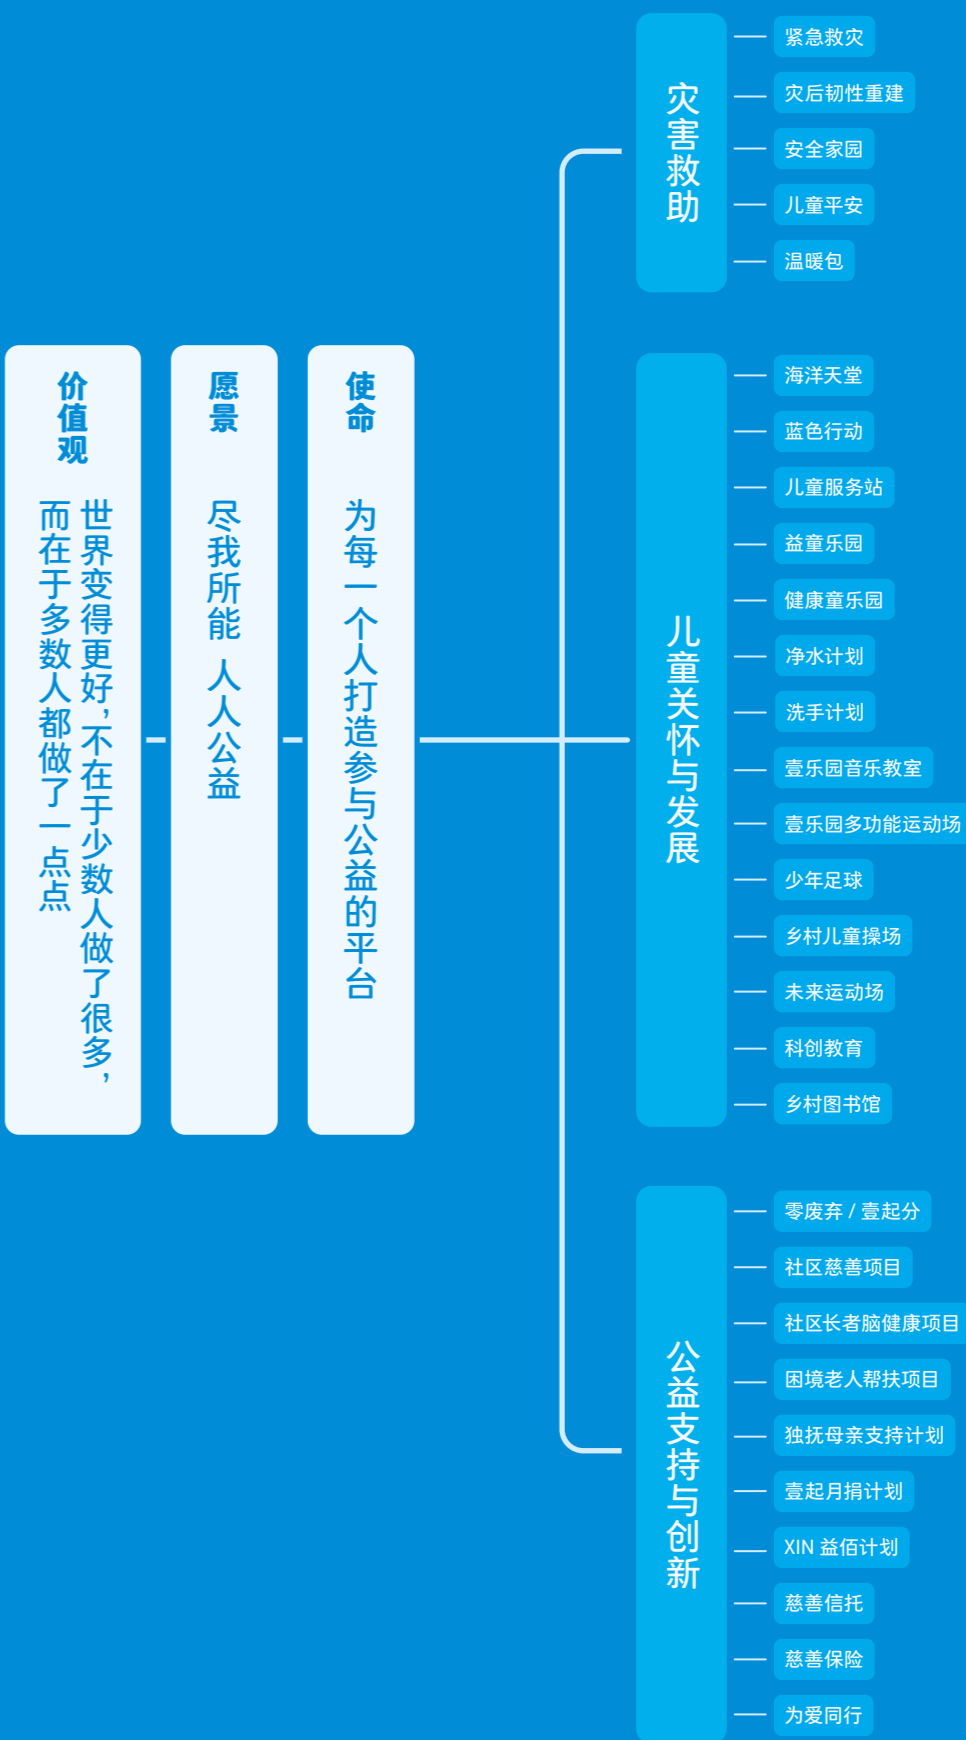 价值观
世界变得更好，不在于少数人做了很多，
而在于多数人都做了一点点
愿景
尽我所能 人人公益
使命
为每一个人打造参与公益的平台
灾害救助
紧急救灾
灾后韧性重建
安全家园
儿童平安
温暖包
儿童关怀与发展
海洋天堂
蓝色行动
儿童服务站
益童乐园
健康童乐园
净水计划
洗手计划
壹乐园音乐教室
壹乐园多功能运动场
少年足球
乡村儿童操场
未来运动场
科创教育
乡村图书馆
公益支持与创新
零废弃 / 壹起分
社区慈善项目
社区长者脑健康项目
困境老人帮扶项目
独抚母亲支持计划
壹起月捐计划
XIN 益佰计划
慈善信托
慈善保险
为爱同行